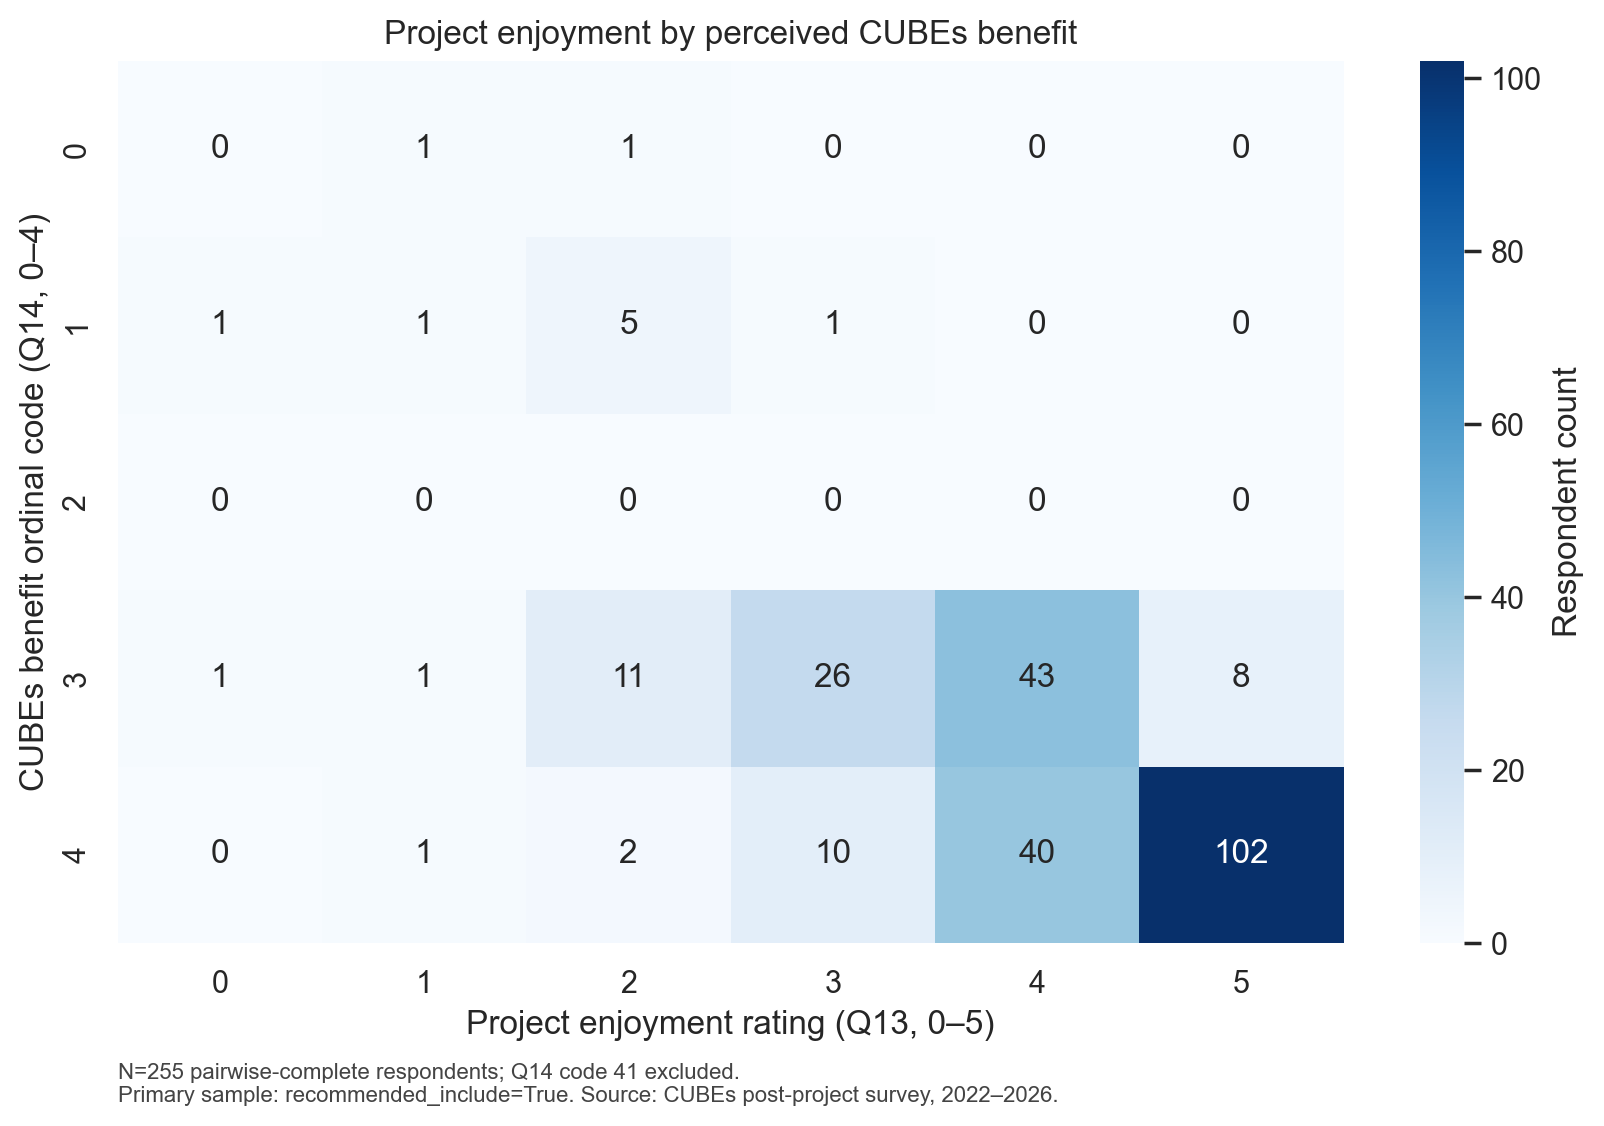 Project enjoyment by perceived CUBEs benefit
CUBEs benefit ordinal code (Q14, 0–4)
0 0 1 1 0 0 0
1 1 1 5 1 0 0
2 0 0 0 0 0 0
3 1 1 11 26 43 8
4 0 1 2 10 40 102
0 1 2 3 4 5
Project enjoyment rating (Q13, 0–5)
100
80
60
40
20
0
Respondent count
N=255 pairwise-complete respondents; Q14 code 41 excluded.
Primary sample: recommended_include=True. Source: CUBEs post-project survey, 2022–2026.